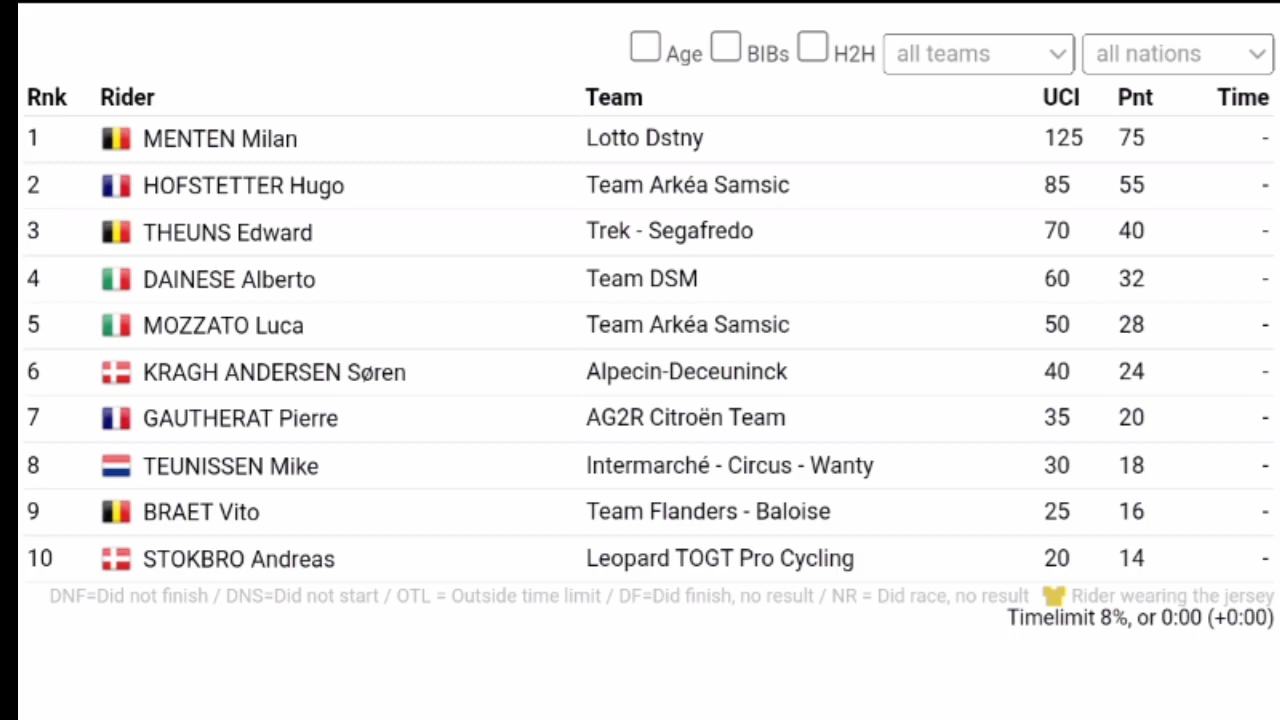 Age BIBs H2H all teams all nations
Rnk Rider Team UCI Pnt Time
1 MENTEN Milan Lotto Dstny 125 75 -
2 HOFSTETTER Hugo Team Arkéa Samsic 85 55 -
3 THEUNS Edward Trek - Segafredo 70 40 -
4 DAINESE Alberto Team DSM 60 32 -
5 MOZZATO Luca Team Arkéa Samsic 50 28 -
6 KRAGH ANDERSEN Søren Alpecin-Deceuninck 40 24 -
7 GAUTHERAT Pierre AG2R Citroën Team 35 20 -
8 TEUNISSEN Mike Intermarché - Circus - Wanty 30 18 -
9 BRAET Vito Team Flanders - Baloise 25 16 -
10 STOKBRO Andreas Leopard TOGT Pro Cycling 20 14 -
DNF=Did not finish / DNS=Did not start / OTL = Outside time limit / DF=Did finish, no result / NR = Did race, no result Rider wearing the jersey
Timelimit 8%, or 0:00 (+0:00)